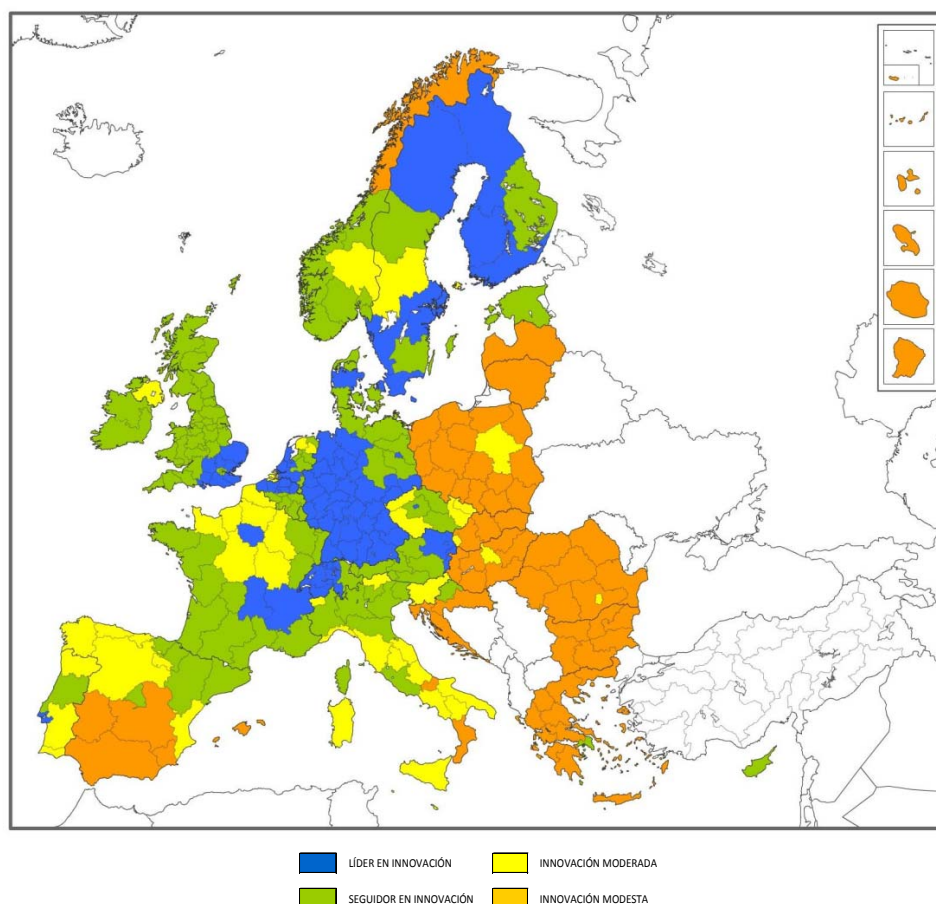 LÍDER EN INNOVACIÓN
INNOVACIÓN MODERADA
SEGUIDOR EN INNOVACIÓN
INNOVACIÓN MODESTA